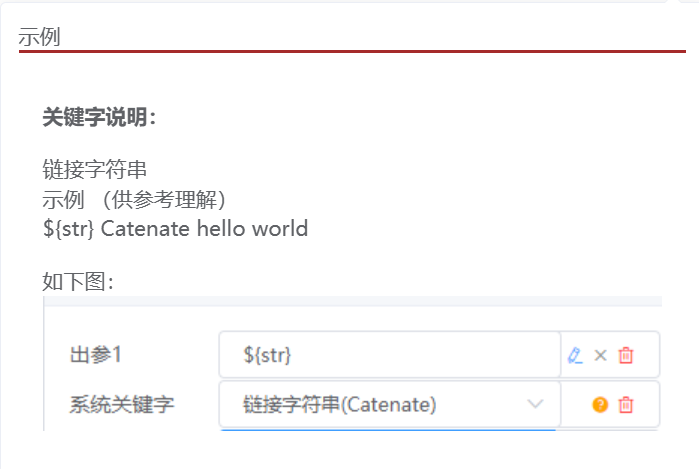 示例
关键字说明：
链接字符串
示例 （供参考理解）
${str} Catenate hello world
如下图：
出参1 ${str}
系统关键字 链接字符串(Catenate)